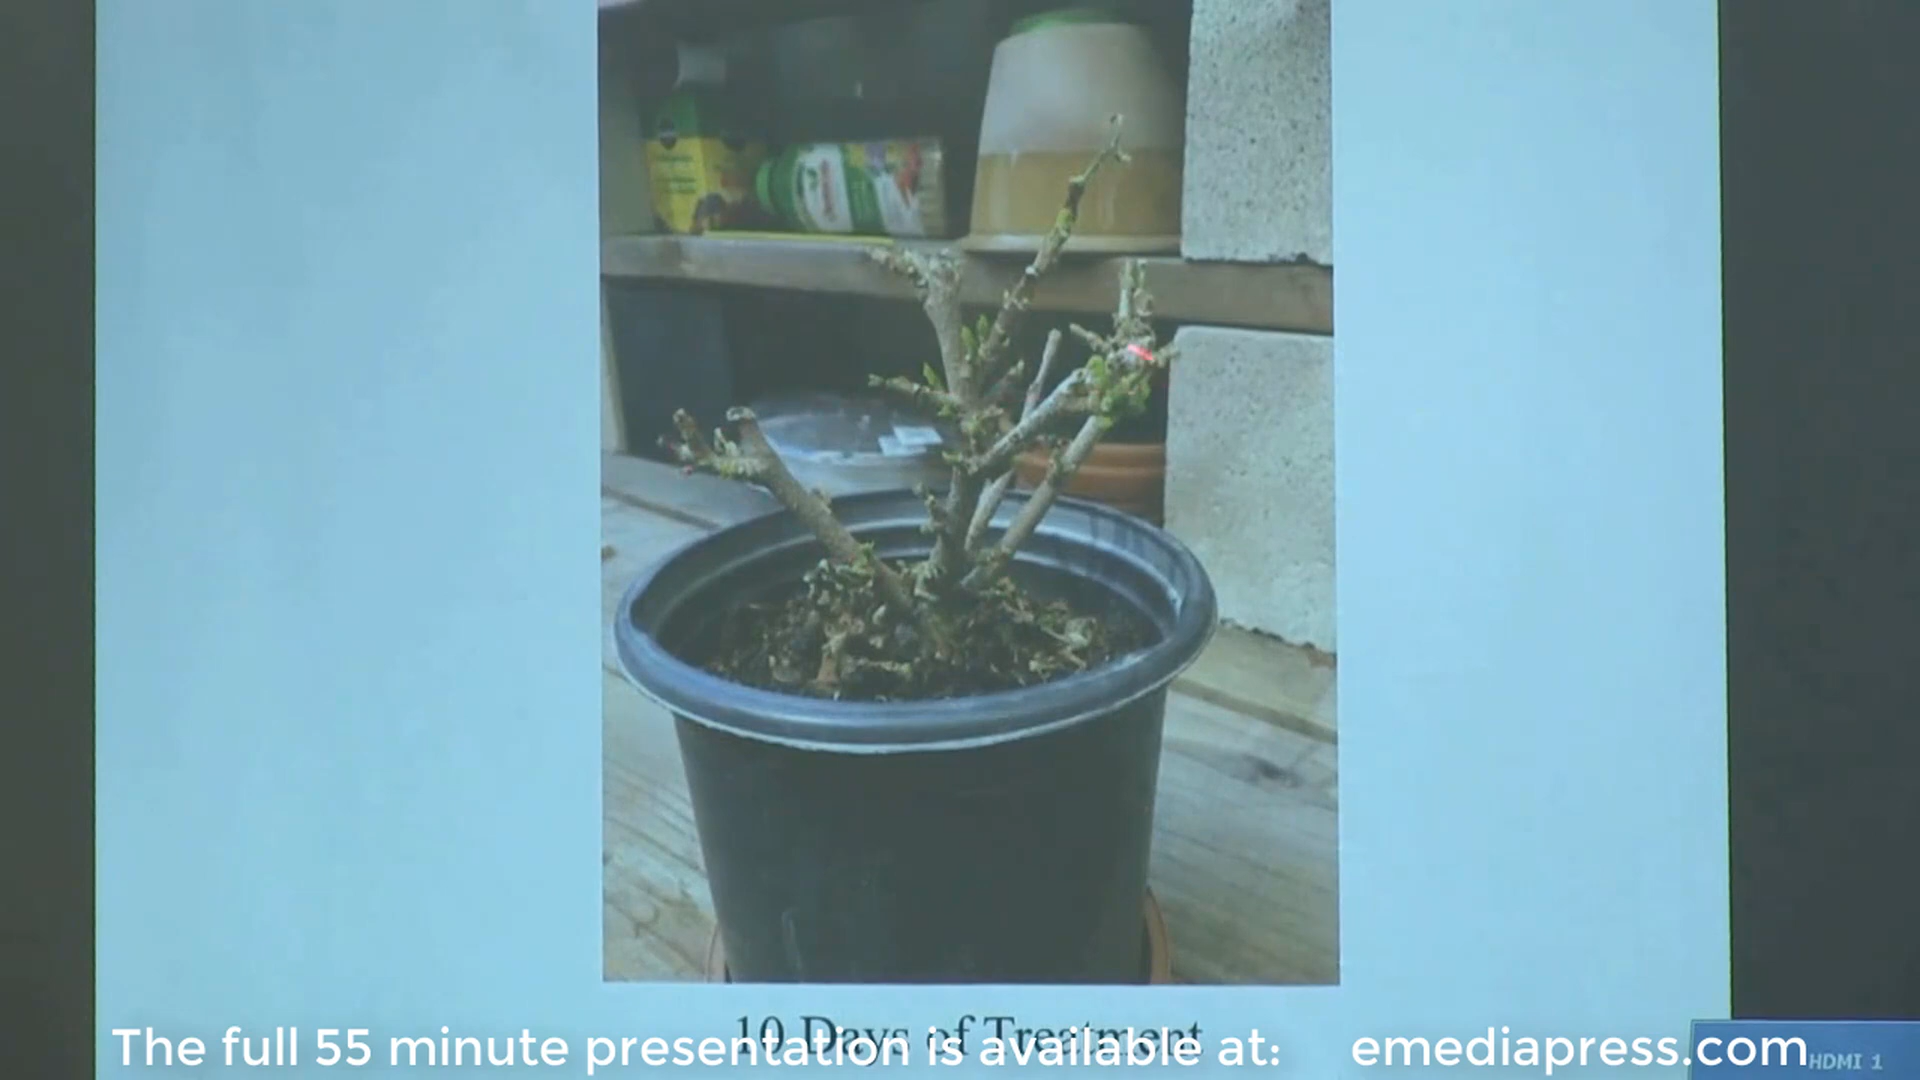 10 Days of Treatment
The full 55 minute presentation is available at: emediapress.com
HDMI 1